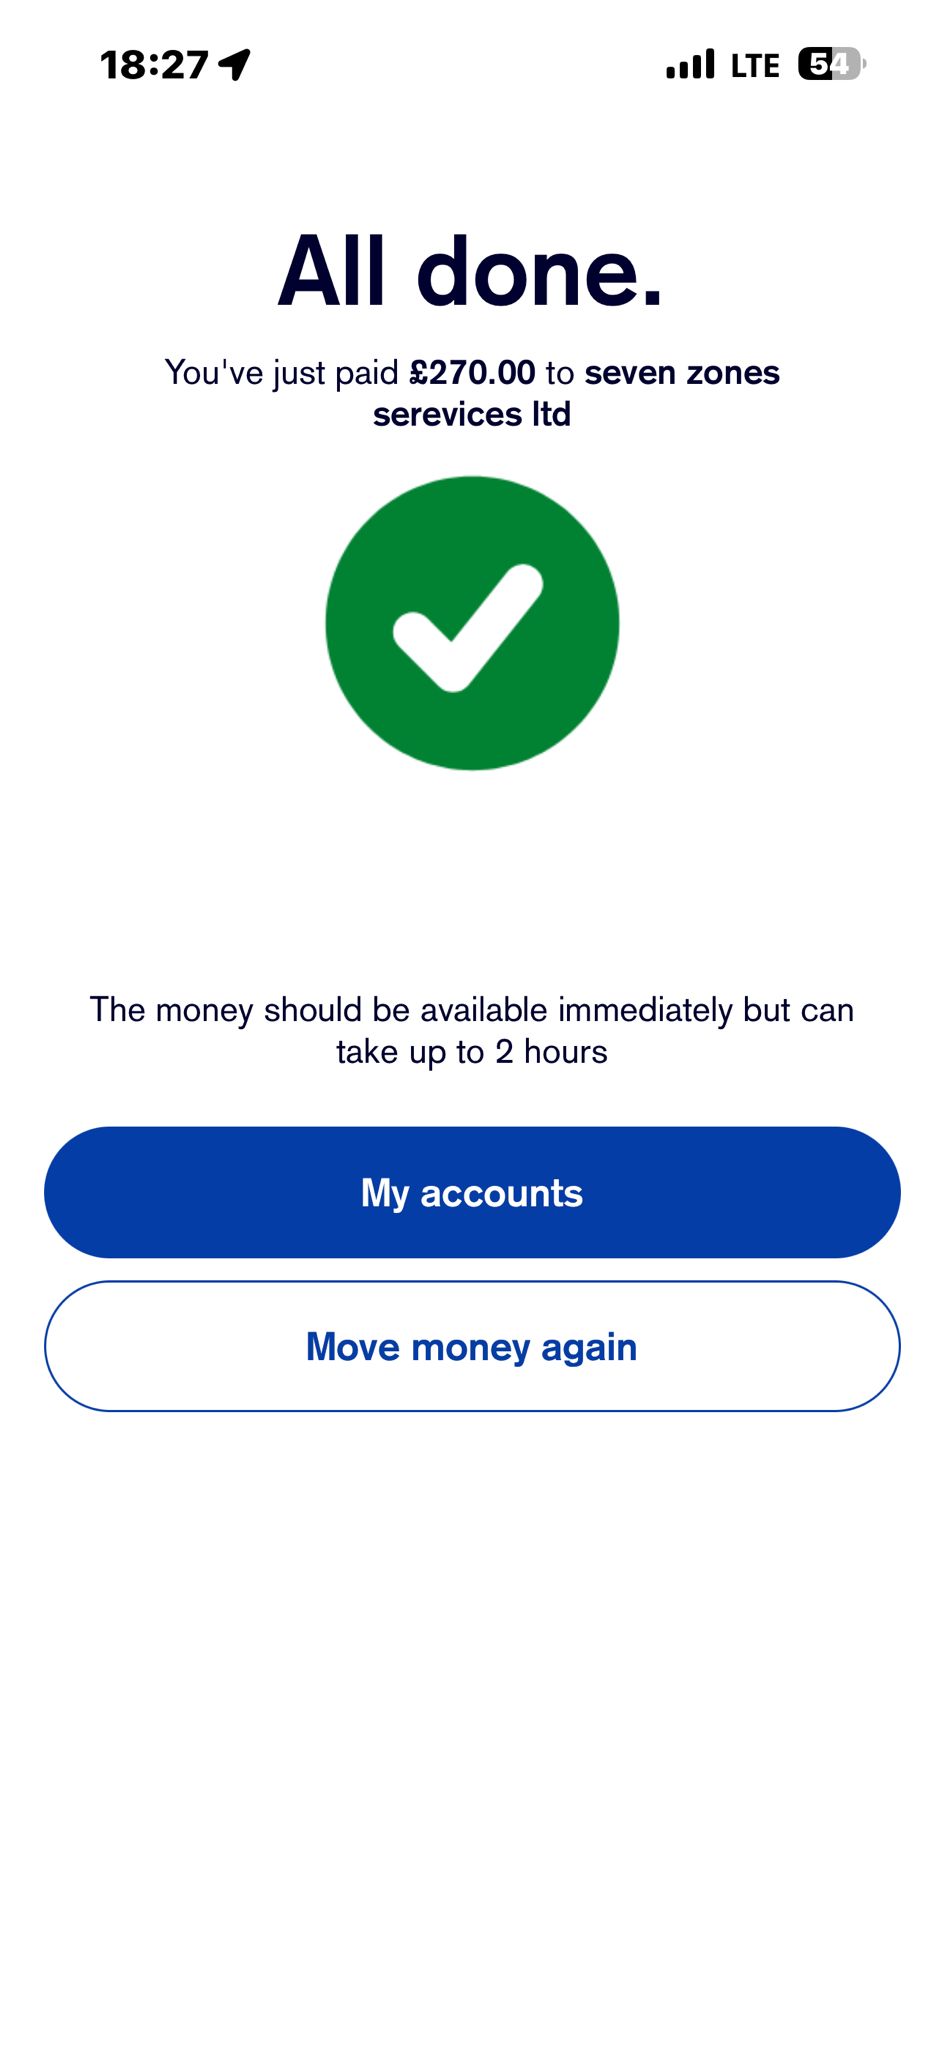 18:27 LTE 54
All done.
You've just paid £270.00 to seven zones
serevices ltd
The money should be available immediately but can
take up to 2 hours
My accounts
Move money again